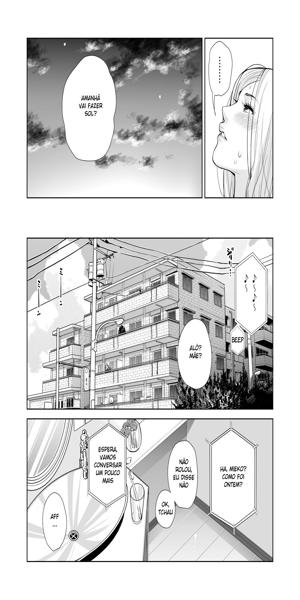 ........
AMANHÃ
VAI FAZER
SOL?
BEEP
ALÔ?
MÃE?
HA, MIEKO?
COMO FOI
ONTEM?
NÃO
ROLOU,
EU DISSE
NÃO
OK,
TCHAU
ESPERA,
VAMOS
CONVERSAR
UM POUCO
MAIS
AFF
...